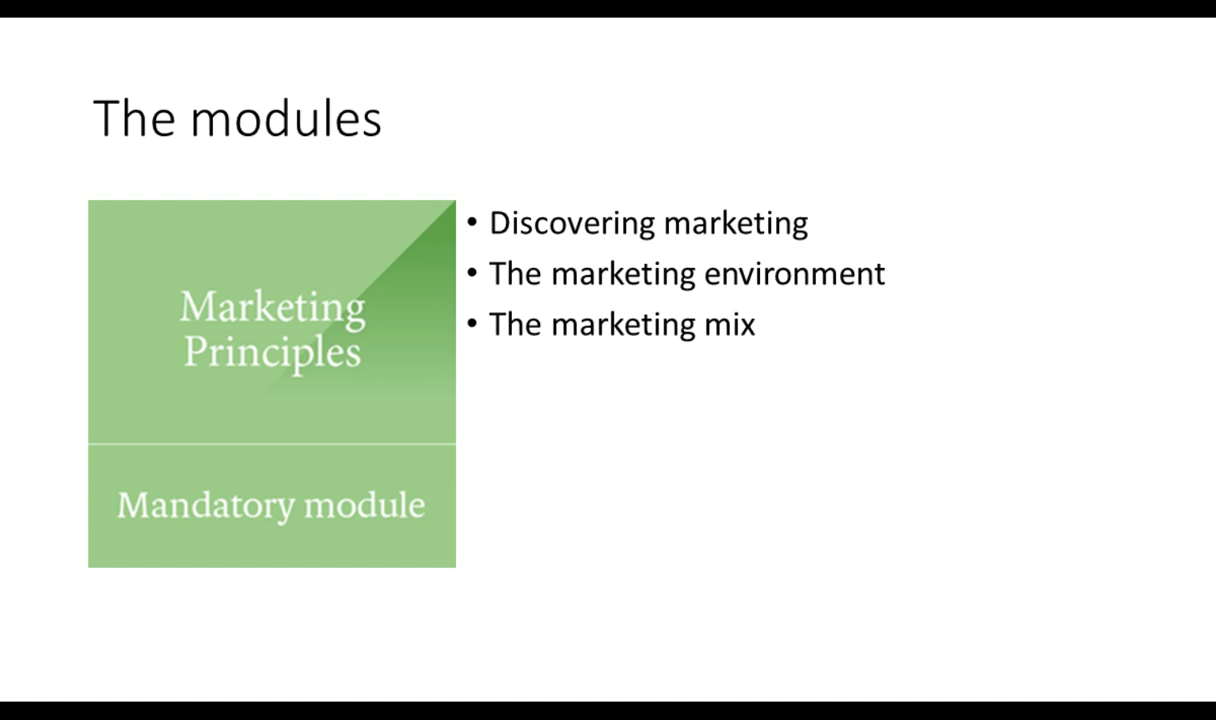 The modules
Marketing
Principles
Mandatory module
• Discovering marketing
• The marketing environment
• The marketing mix